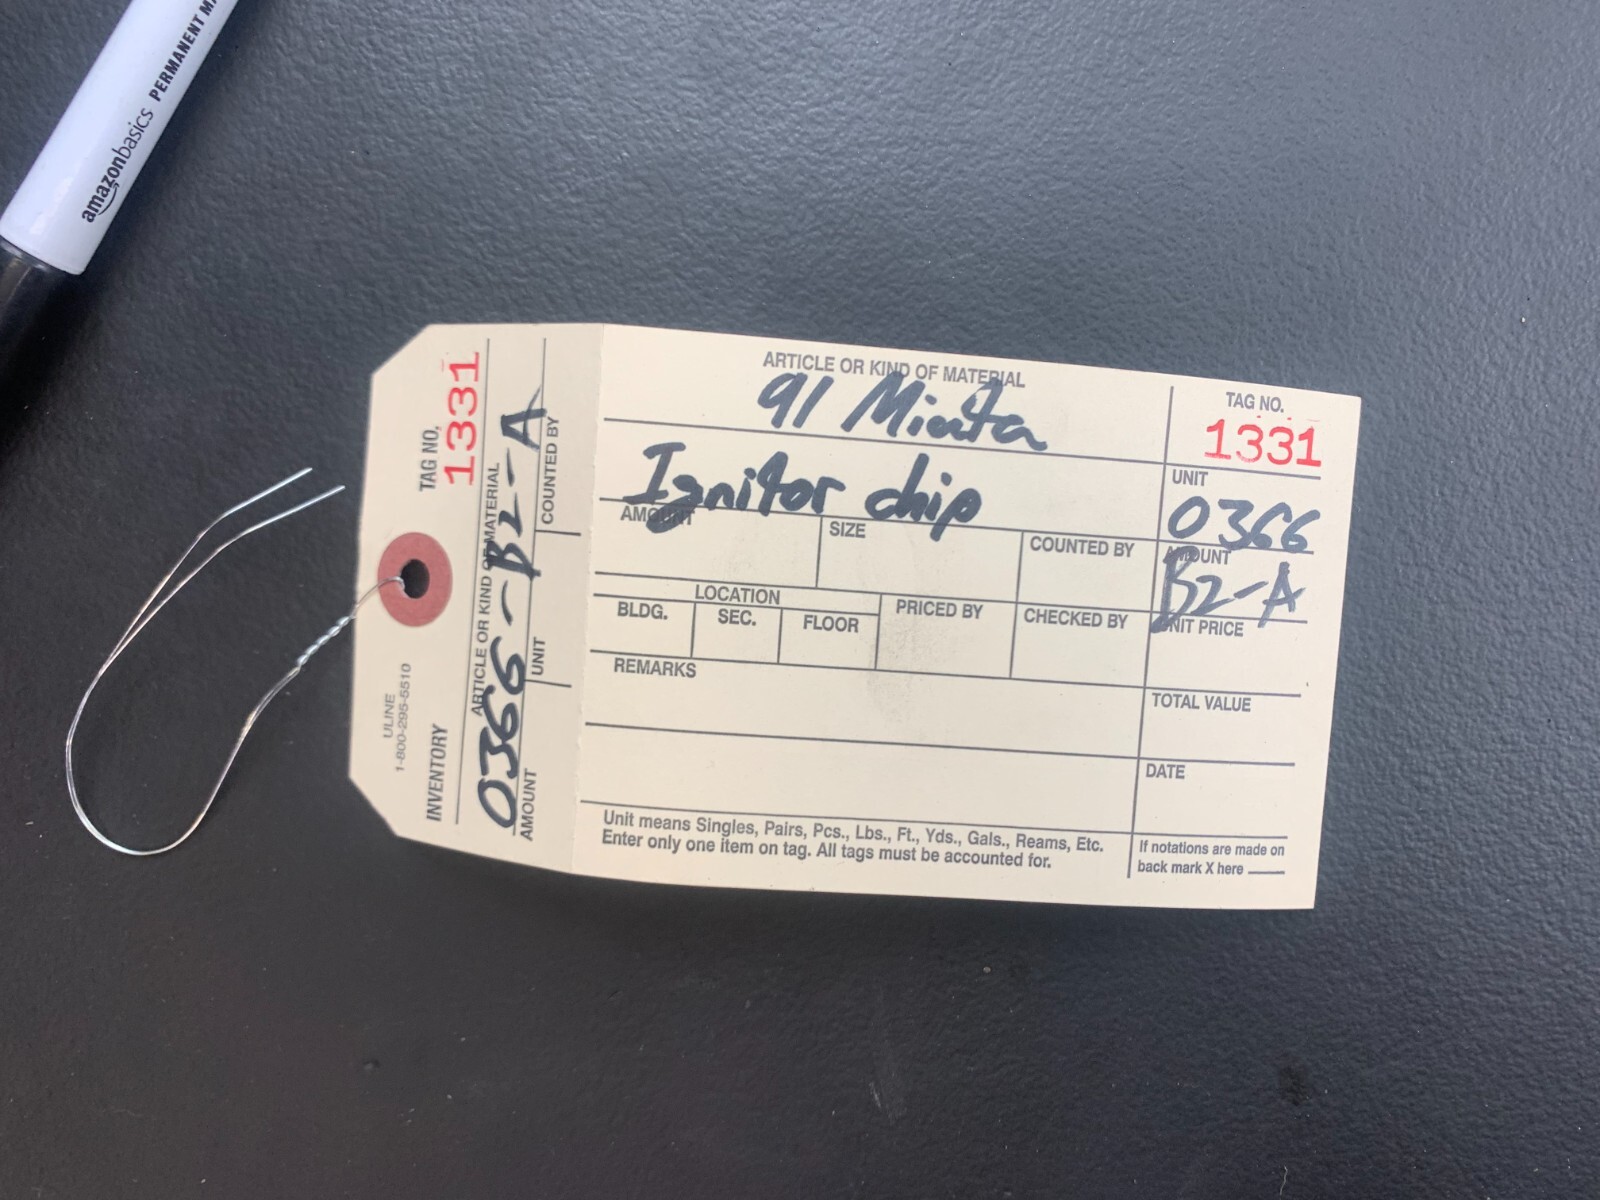 amazonbasics PERMANENT MA
TAG NO.
1331
ARTICLE OR KIND OF MATERIAL
0366-B2-A
COUNTED BY
UNIT
AMOUNT
INVENTORY
ULINE
1-800-295-5510
ARTICLE OR KIND OF MATERIAL
91 Miata
Ignitor chip
TAG NO.
1331
UNIT
0366
AMOUNT
SIZE
COUNTED BY
AMOUNT
B2-A
LOCATION
BLDG.
SEC.
FLOOR
PRICED BY
CHECKED BY
UNIT PRICE
REMARKS
TOTAL VALUE
DATE
Unit means Singles, Pairs, Pcs., Lbs., Ft., Yds., Gals., Reams, Etc.
Enter only one item on tag. All tags must be accounted for.
If notations are made on
back mark X here